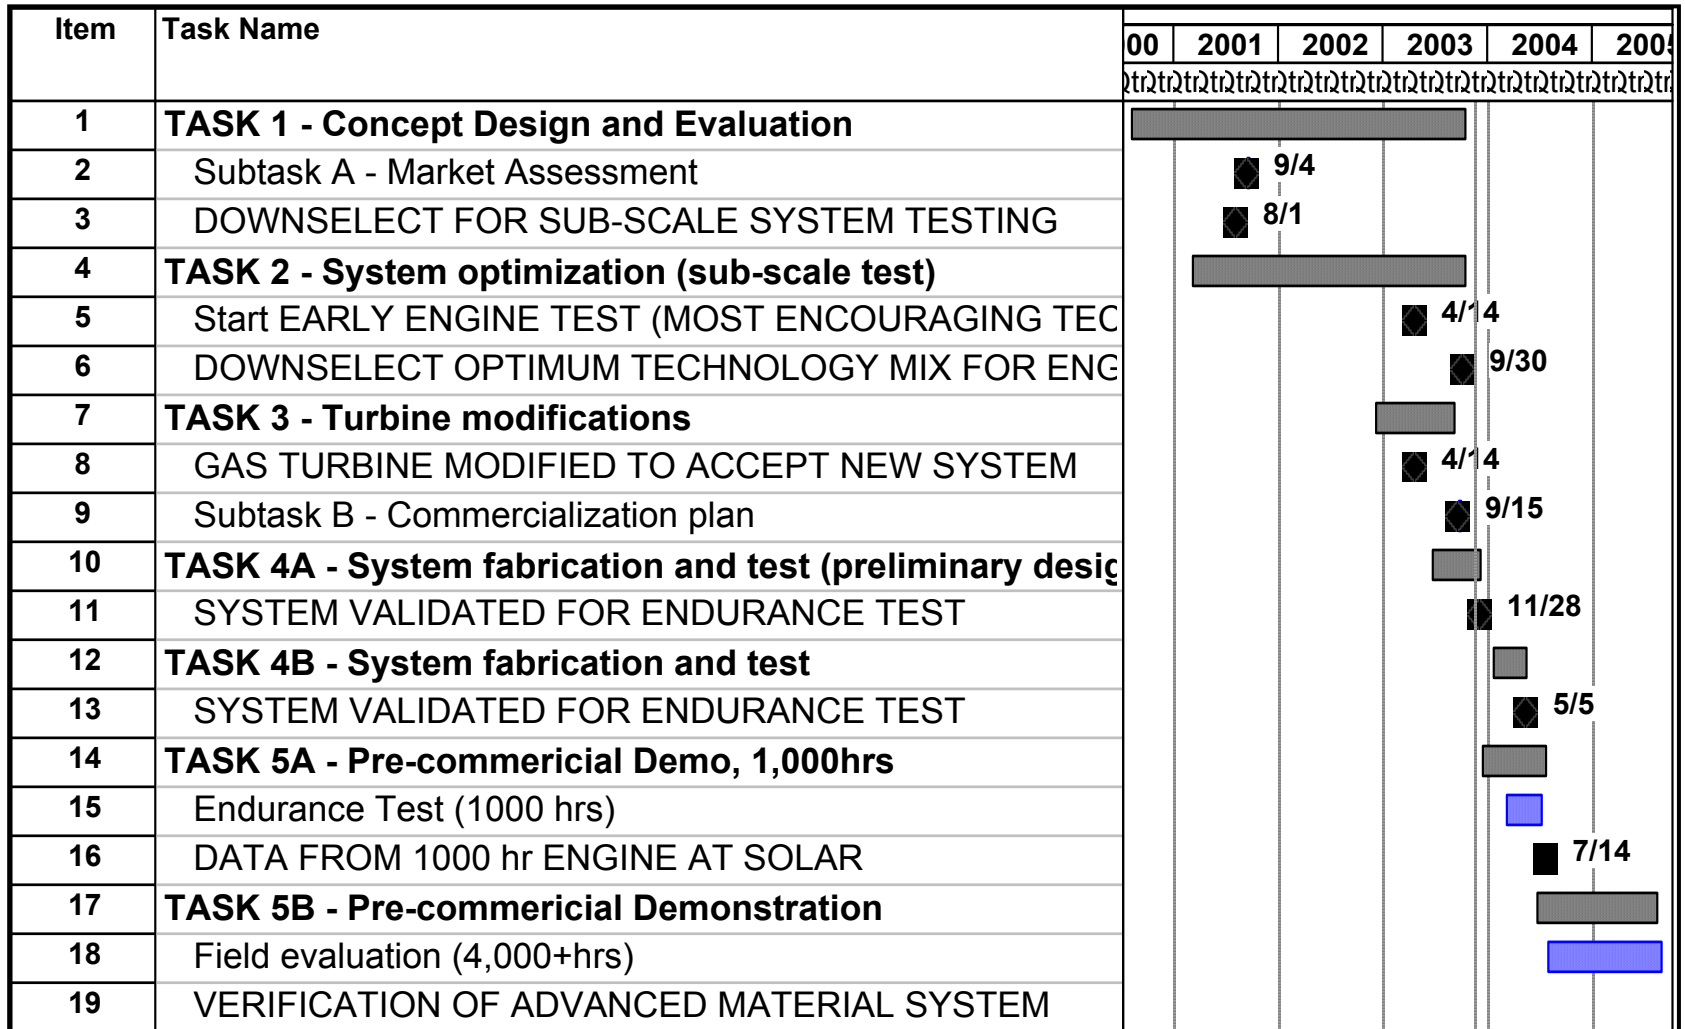 Item Task Name
00 2001 2002 2003 2004 2005
1 TASK 1 - Concept Design and Evaluation
2 Subtask A - Market Assessment 9/4
3 DOWNSELECT FOR SUB-SCALE SYSTEM TESTING 8/1
4 TASK 2 - System optimization (sub-scale test)
5 Start EARLY ENGINE TEST (MOST ENCOURAGING TEC 4/14
6 DOWNSELECT OPTIMUM TECHNOLOGY MIX FOR ENG 9/30
7 TASK 3 - Turbine modifications
8 GAS TURBINE MODIFIED TO ACCEPT NEW SYSTEM 4/14
9 Subtask B - Commercialization plan 9/15
10 TASK 4A - System fabrication and test (preliminary desig
11 SYSTEM VALIDATED FOR ENDURANCE TEST 11/28
12 TASK 4B - System fabrication and test
13 SYSTEM VALIDATED FOR ENDURANCE TEST 5/5
14 TASK 5A - Pre-commericial Demo, 1,000hrs
15 Endurance Test (1000 hrs)
16 DATA FROM 1000 hr ENGINE AT SOLAR 7/14
17 TASK 5B - Pre-commericial Demonstration
18 Field evaluation (4,000+hrs)
19 VERIFICATION OF ADVANCED MATERIAL SYSTEM